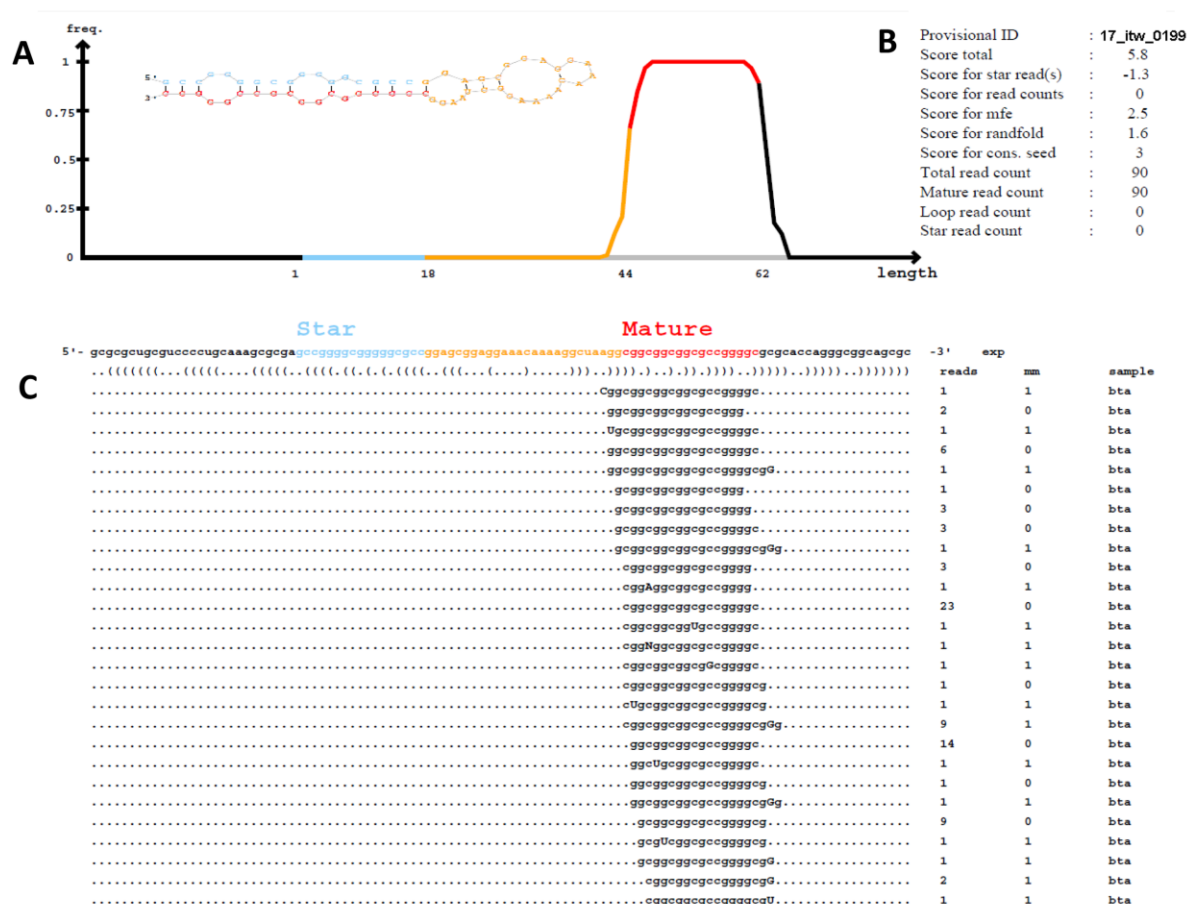 A
freq.
1
0.75
0.5
0.25
0
5'
3'
1
18
44
62
length
B
Provisional ID : 17_itw_0199
Score total : 5.8
Score for star read(s) : -1.3
Score for read counts : 0
Score for mfe : 2.5
Score for randfold : 1.6
Score for cons. seed : 3
Total read count : 90
Mature read count : 90
Loop read count : 0
Star read count : 0
C
Star Mature
5'- gcgcgcugcguccccugcaaagcgcgagccggggcgggggcgccggagcggaggaaacaaaaggcuaaggcggcggcggcgccggggcgcgcaccagggcggcagcgc -3' exp
reads mm sample
Cggcggcggcggcgccggggc 1 1 bta
ggcggcggcggcgccggg 2 0 bta
Ugcggcggcggcgccggggc 1 1 bta
ggcggcggcggcgccggggc 6 0 bta
ggcggcggcggcgccggggcgG 1 1 bta
gcggcggcggcgccggg 1 0 bta
gcggcggcggcgccgggg 3 0 bta
gcggcggcggcgccggggc 3 0 bta
gcggcggcggcgccggggcgGg 1 1 bta
cggcggcggcgccgggg 3 0 bta
cggAggcggcgccggggc 1 1 bta
cggcggcggcgccggggc 23 0 bta
cggcggcggUgccggggc 1 1 bta
cggNggcggcgccggggc 1 1 bta
cggcggcggcgGcggggc 1 1 bta
cggcggcggcgccggggcg 1 0 bta
cUgcggcggcgccggggcg 1 1 bta
cggcggcggcgccggggcgGg 9 1 bta
ggcggcggcgccggggc 14 0 bta
ggcUgcggcgccggggc 1 1 bta
ggcggcggcgccggggcg 1 0 bta
ggcggcggcgccggggcgGg 1 1 bta
gcggcggcgccggggcg 9 0 bta
gcgUcggcgccggggcg 1 1 bta
gcggcggcgccggggcgG 1 1 bta
cggcggcgccggggcgG 2 1 bta
cggcggcgccggggcgU 1 1 bta